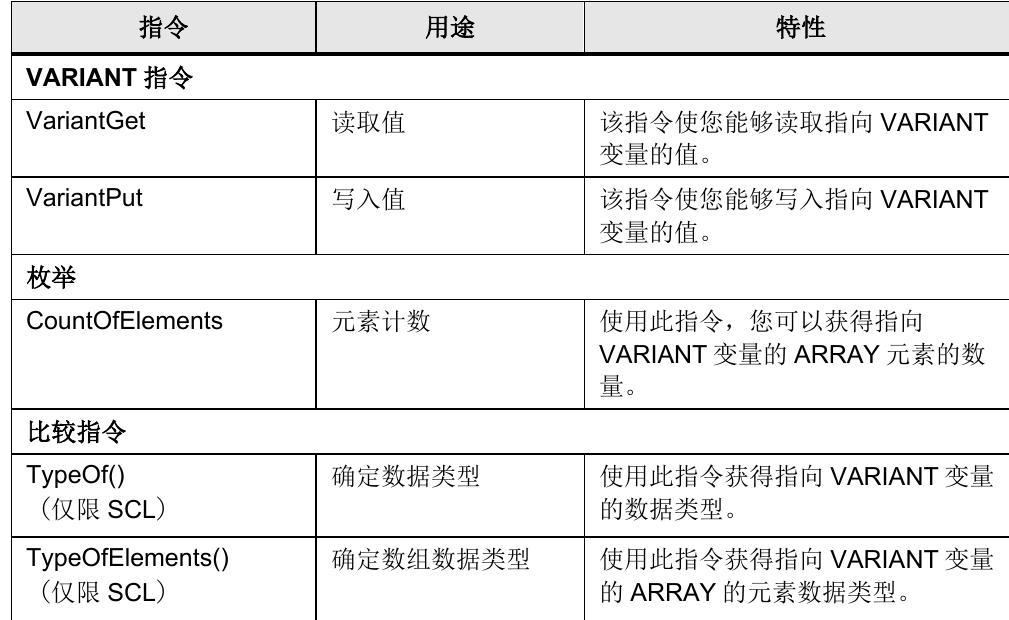 指令 用途 特性
VARIANT 指令
VariantGet 读取值 该指令使您能够读取指向 VARIANT
变量的值。
VariantPut 写入值 该指令使您能够写入指向 VARIANT
变量的值。
枚举
CountOfElements 元素计数 使用此指令，您可以获得指向
VARIANT 变量的 ARRAY 元素的数
量。
比较指令
TypeOf() 确定数据类型 使用此指令获得指向 VARIANT 变量
（仅限 SCL） 的数据类型。
TypeOfElements() 确定数组数据类型 使用此指令获得指向 VARIANT 变量
（仅限 SCL） 的 ARRAY 的元素数据类型。